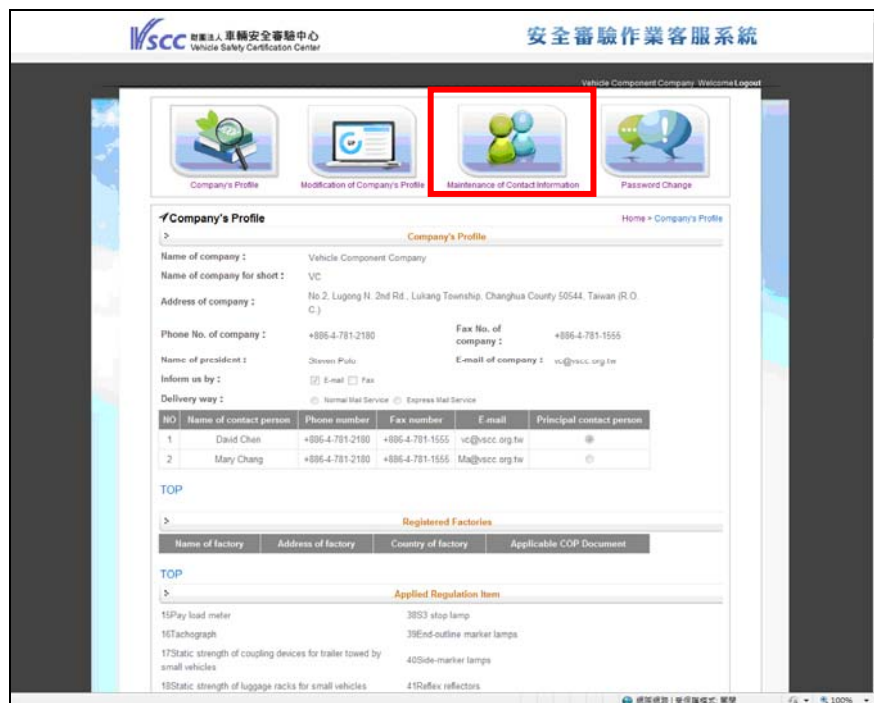 VSCC 財團法人車輛安全審驗中心
Vehicle Safety Certification Center
安全審驗作業客服系統
Vehicle Component Company. Welcome Logout
Company's Profile
Modification of Company's Profile
Maintenance of Contact Information
Password Change
Company's Profile
Home > Company's Profile
Company's Profile
Name of company : Vehicle Component Company
Name of company for short : VC
Address of company : No.2, Lugong N. 2nd Rd., Lukang Township, Changhua County 50544, Taiwan (R.O.
C.)
Phone No. of company : +886-4-781-2180 Fax No. of company : +886-4-781-1555
Name of president : Steven Pulo E-mail of company : vc@vscc.org.tw
Inform us by : E-mail Fax
Delivery way : Normal Mail Service Express Mail Service
NO Name of contact person Phone number Fax number E-mail Principal contact person
1 David Chen +886-4-781-2180 +886-4-781-1555 vc@vscc.org.tw
2 Mary Chang +886-4-781-2180 +886-4-781-1555 Ma@vscc.org.tw
TOP
Registered Factories
Name of factory Address of factory Country of factory Applicable COP Document
TOP
Applied Regulation Item
15Pay load meter 38S3 stop lamp
16Tachograph 39End-outline marker lamps
17Static strength of coupling devices for trailer towed by
small vehicles 40Side-marker lamps
18Static strength of luggage racks for small vehicles 41Reflex reflectors
100%